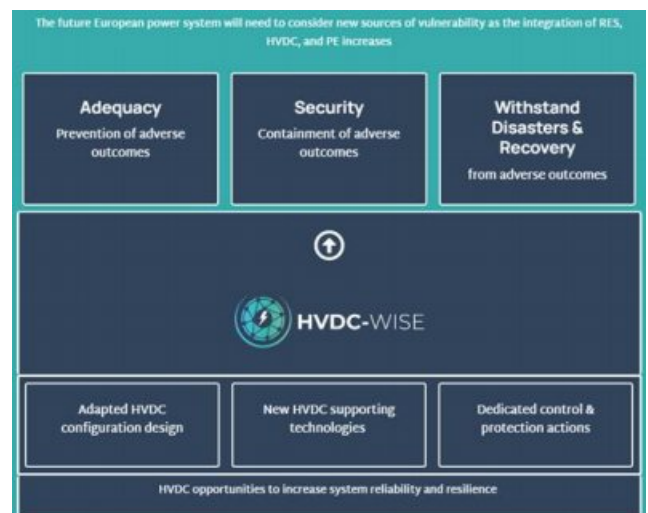 The future European power system will need to consider new sources of vulnerability as the integration of RES,
HVDC, and PE increases
Adequacy
Prevention of adverse
outcomes
Security
Containment of adverse
outcomes
Withstand
Disasters &
Recovery
from adverse outcomes
HVDC-WISE
Adapted HVDC
configuration design
New HVDC supporting
technologies
Dedicated control &
protection actions
HVDC opportunities to increase system reliability and resilience